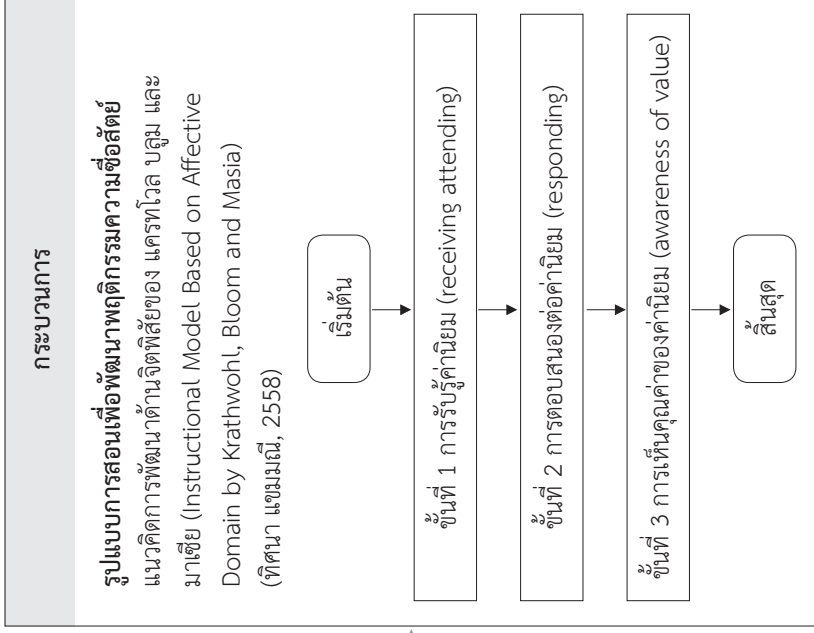 กระบวนการ
รูปแบบการสอนเพื่อพัฒนาพฤติกรรมความซื่อสัตย์
แนวคิดการพัฒนาด้านจิตพิสัยของ แครทโวล บลูม และ
มาเซีย (Instructional Model Based on Affective
Domain by Krathwohl, Bloom and Masia)
(ทิศนา แขมมณี, 2558)
เริ่มต้น
ขั้นที่ 1 การรับรู้ค่านิยม (receiving attending)
ขั้นที่ 2 การตอบสนองต่อค่านิยม (responding)
ขั้นที่ 3 การเห็นคุณค่าของค่านิยม (awareness of value)
สิ้นสุด